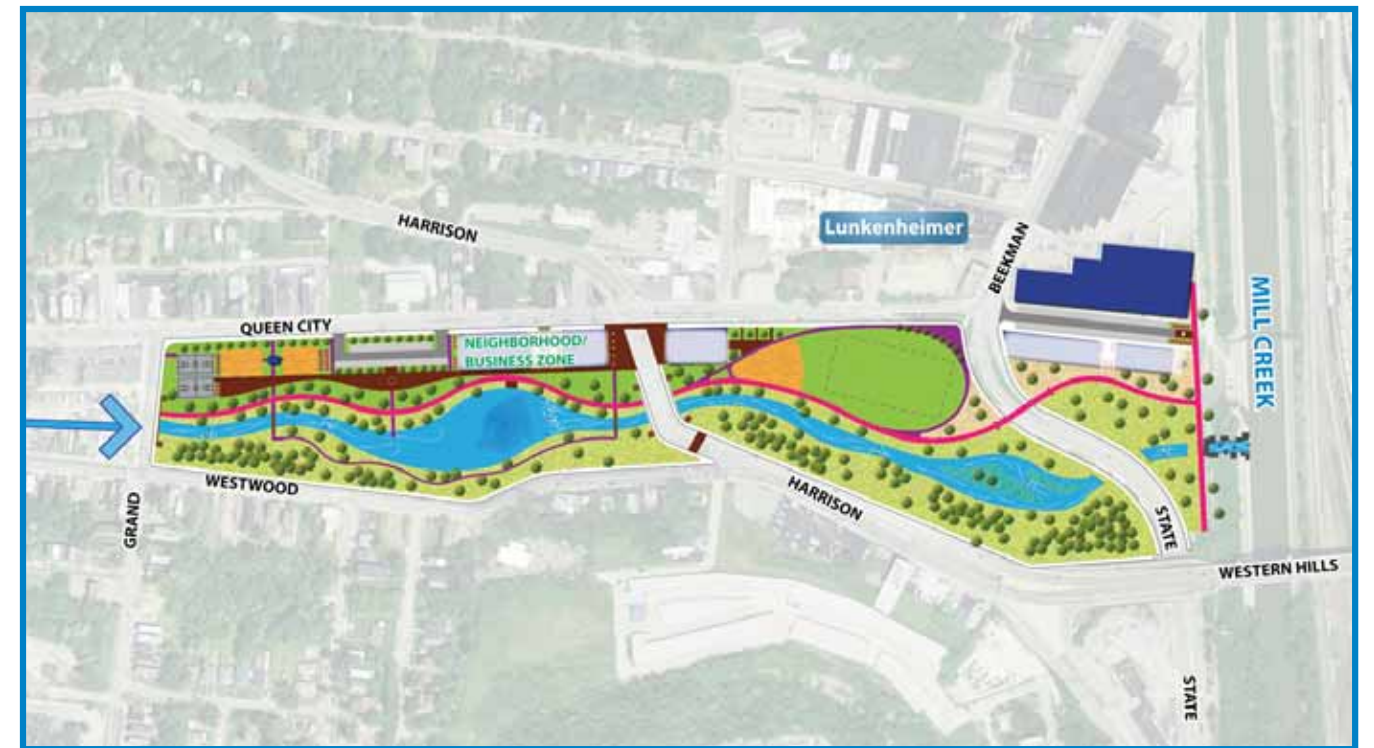 HARRISON
Lunkenheimer
BEEKMAN
MILL CREEK
QUEEN CITY
NEIGHBORHOOD/
BUSINESS ZONE
WESTWOOD
GRAND
HARRISON
STATE
WESTERN HILLS
STATE